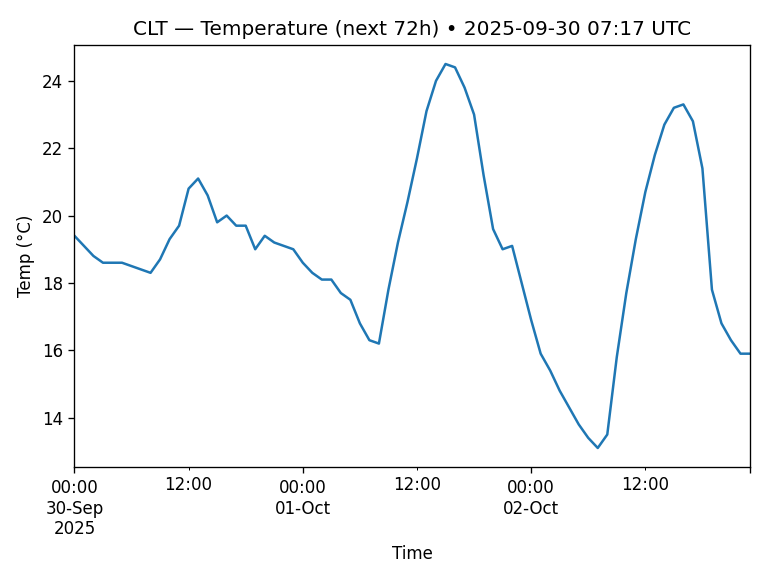 CLT — Temperature (next 72h) • 2025-09-30 07:17 UTC
Temp (°C)
24
22
20
18
16
14
00:00 12:00 00:00 12:00 00:00 12:00
30-Sep 01-Oct 02-Oct
2025
Time